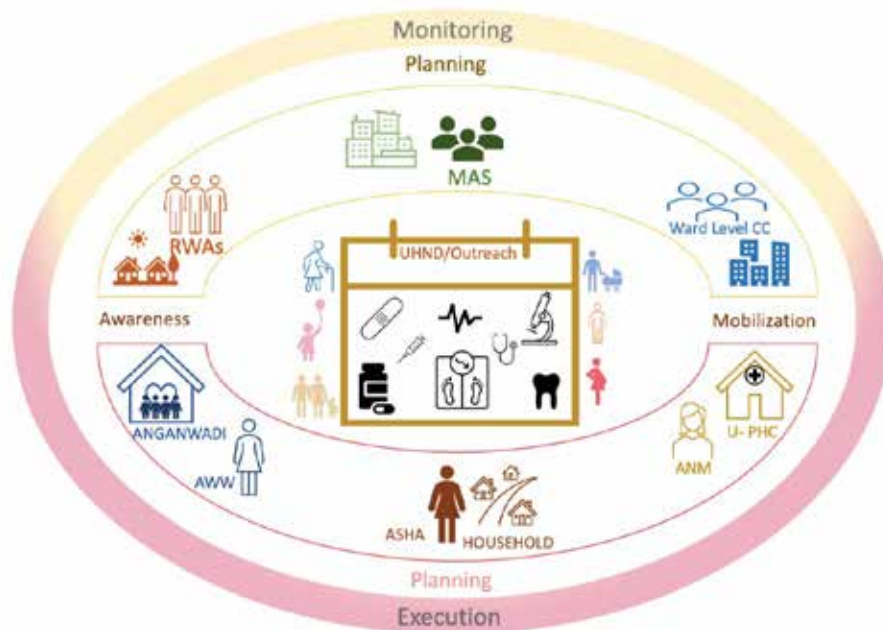 Monitoring
Planning
MAS
RWAs
Ward Level CC
UHND/Outreach
Awareness
Mobilization
ANGANWADI
U- PHC
AWW
ANM
ASHA
HOUSEHOLD
Planning
Execution